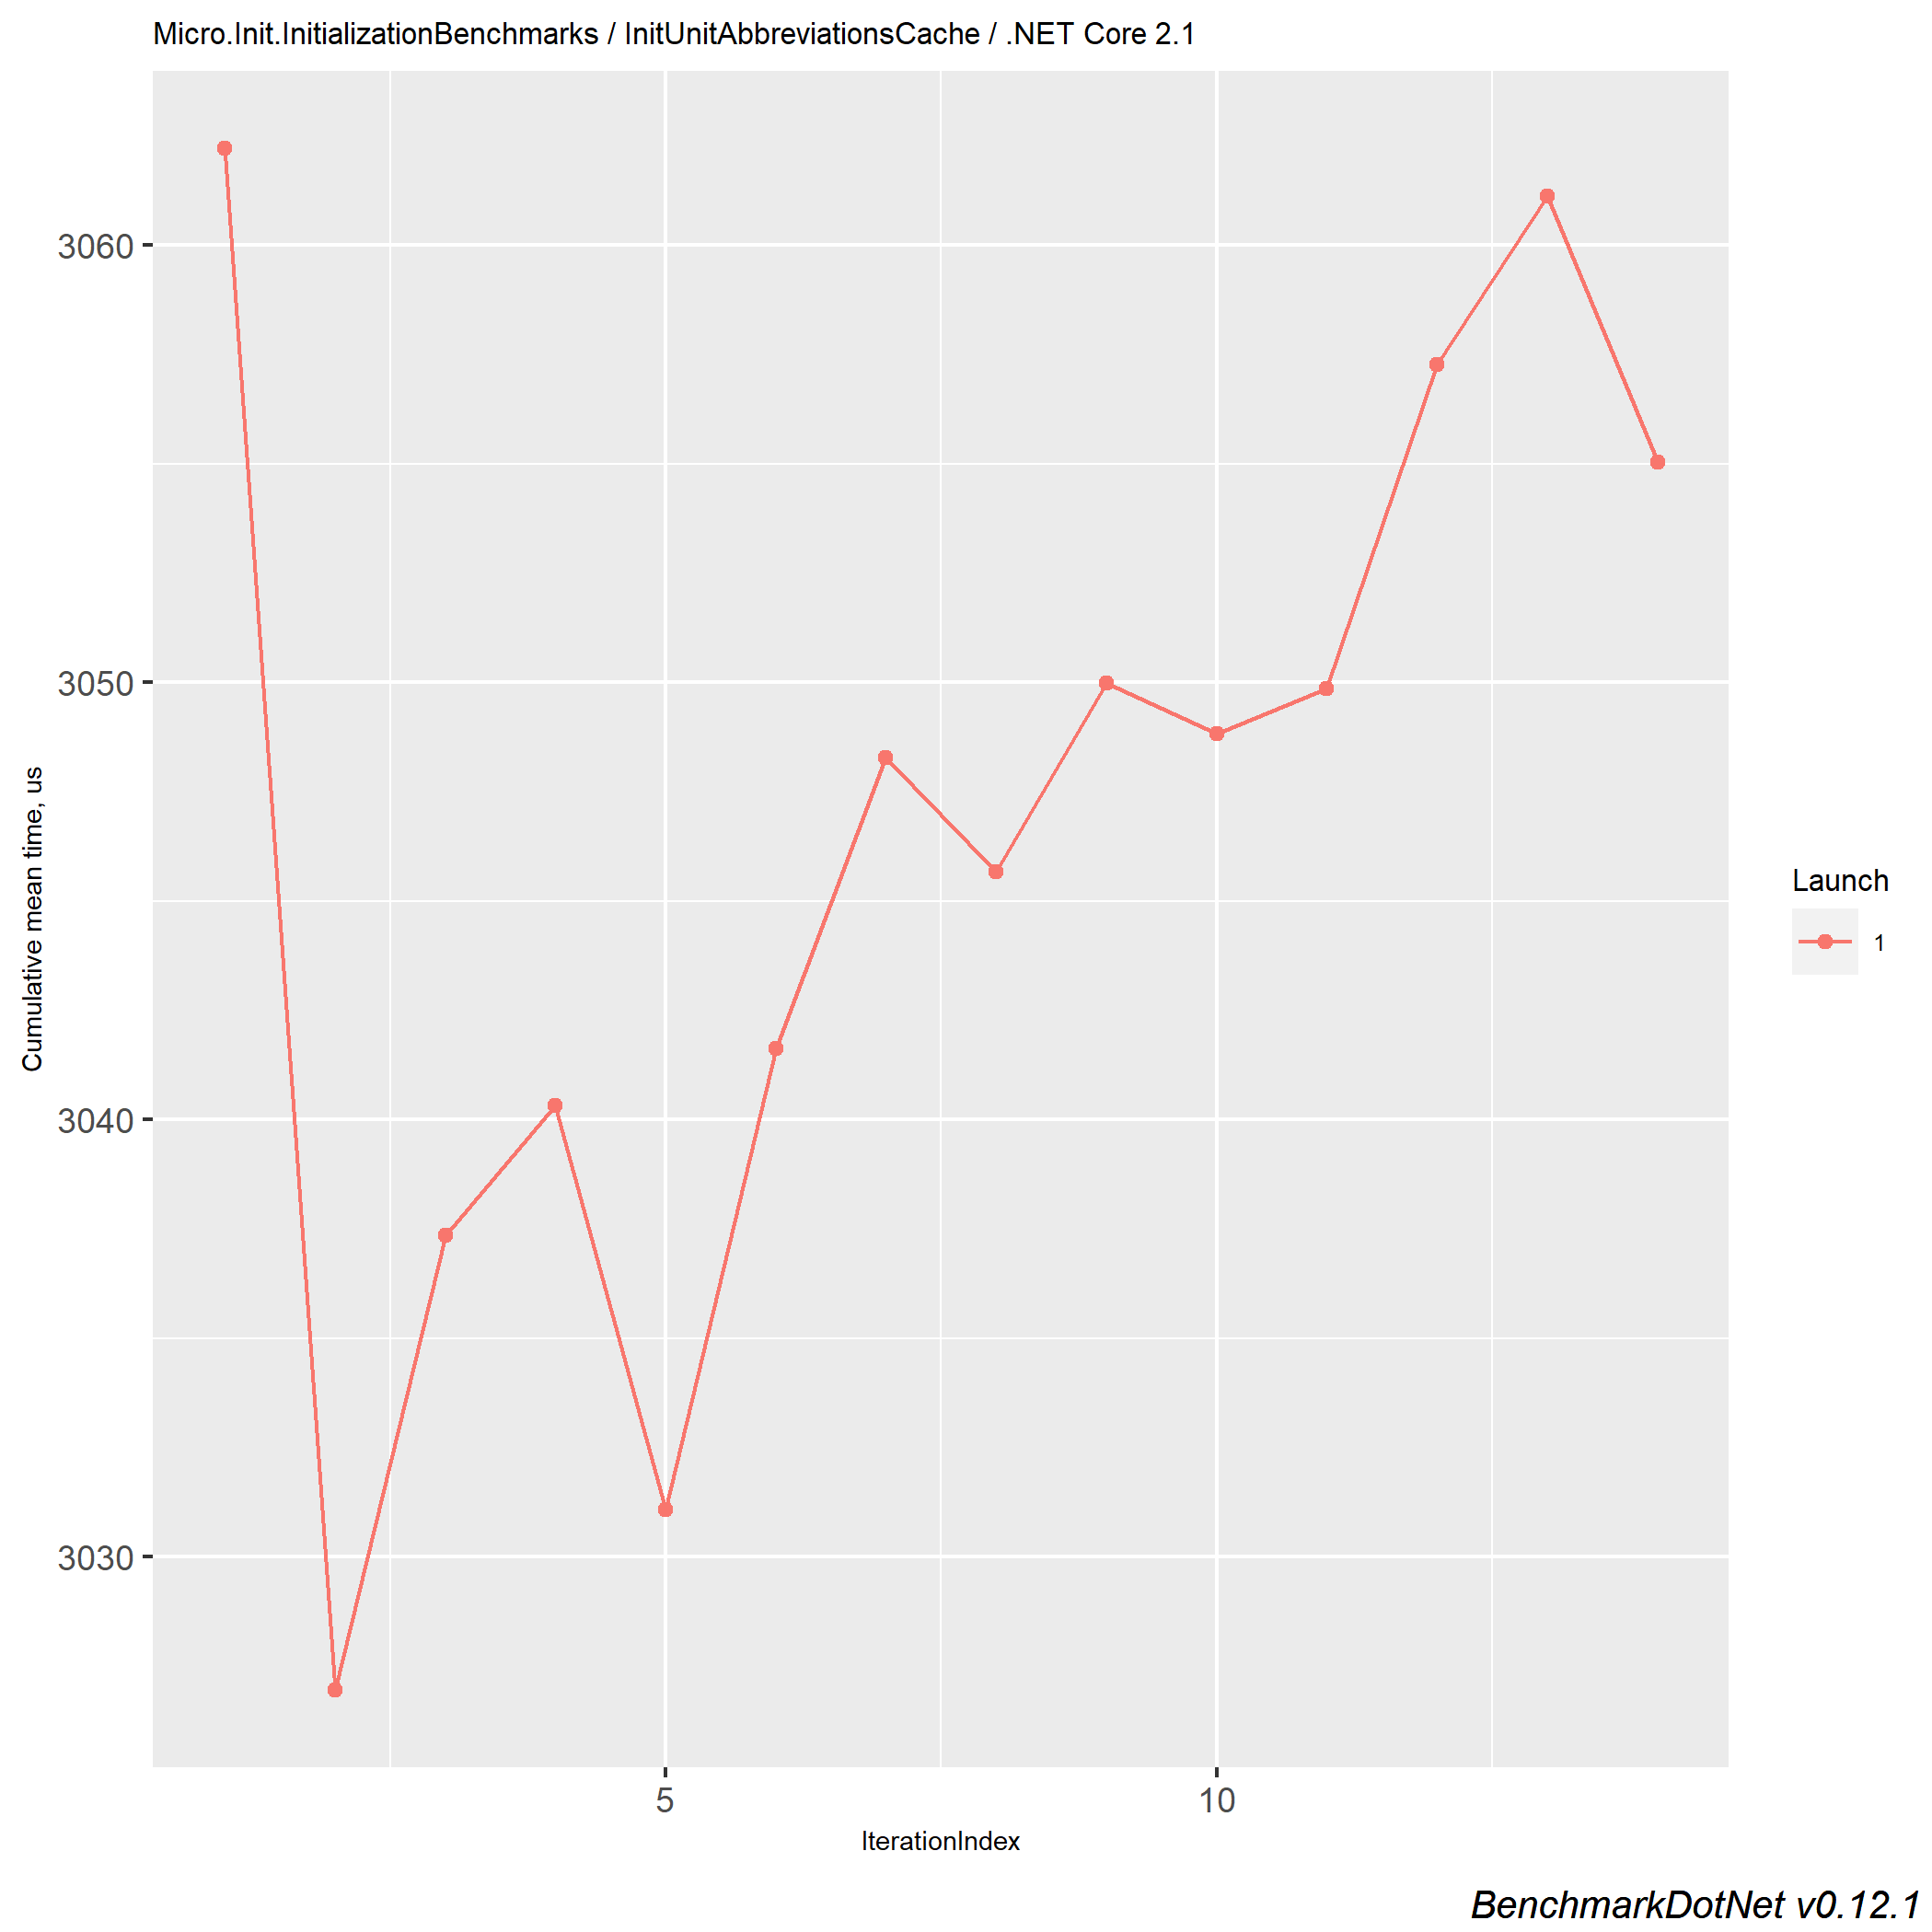 Micro.Init.InitializationBenchmarks / InitUnitAbbreviationsCache / .NET Core 2.1
3060
3050
3040
3030
Cumulative mean time, us
5
10
IterationIndex
Launch
1
BenchmarkDotNet v0.12.1